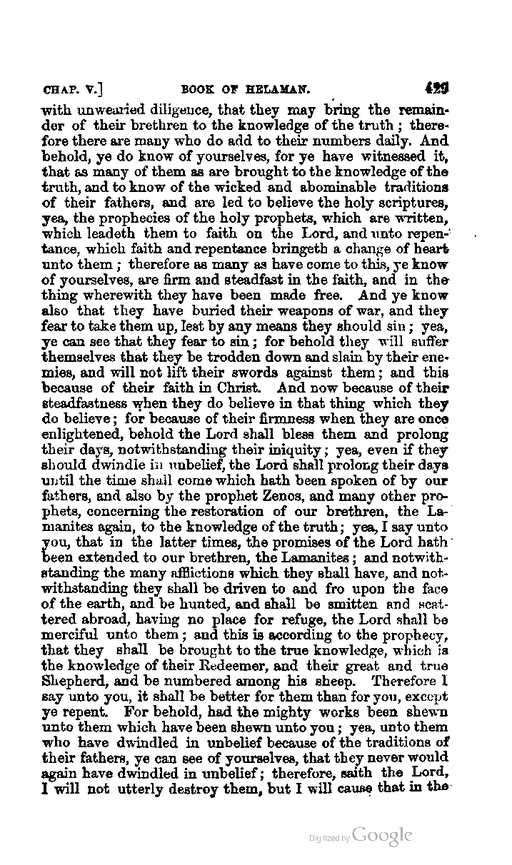 CHAP. V.] BOOK OF HELAMAN. 429
with unwearied diligence, that they may bring the remain-
der of their brethren to the knowledge of the truth; there-
fore there are many who do add to their numbers daily. And
behold, ye do know of yourselves, for ye have witnessed it,
that as many of them as are brought to the knowledge of the
truth, and to know of the wicked and abominable traditions
of their fathers, and are led to believe the holy scriptures,
yea, the prophecies of the holy prophets, which are written,
which leadeth them to faith on the Lord, and unto repen-
tance, which faith and repentance bringeth a change of heart
unto them; therefore as many as have come to this, ye know
of yourselves, are firm and steadfast in the faith, and in the
thing wherewith they have been made free. And ye know
also that they have buried their weapons of war, and they
fear to take them up, lest by any means they should sin; yea,
ye can see that they fear to sin; for behold they will suffer
themselves that they be trodden down and slain by their ene-
mies, and will not lift their swords against them; and this
because of their faith in Christ. And now because of their
steadfastness when they do believe in that thing which they
do believe; for because of their firmness when they are once
enlightened, behold the Lord shall bless them and prolong
their days, notwithstanding their iniquity; yea, even if they
should dwindle in unbelief, the Lord shall prolong their days
until the time shall come which hath been spoken of by our
fathers, and also by the prophet Zenos, and many other pro-
phets, concerning the restoration of our brethren, the La-
manites again, to the knowledge of the truth; yea, I say unto
you, that in the latter times, the promises of the Lord hath
been extended to our brethren, the Lamanites; and notwith-
standing the many afflictions which they shall have, and not-
withstanding they shall be driven to and fro upon the face
of the earth, and be hunted, and shall be smitten and scat-
tered abroad, having no place for refuge, the Lord shall be
merciful unto them; and this is according to the prophecy,
that they shall be brought to the true knowledge, which is
the knowledge of their Redeemer, and their great and true
Shepherd, and be numbered among his sheep. Therefore I
say unto you, it shall be better for them than for you, except
ye repent. For behold, had the mighty works been shewn
unto them which have been shewn unto you; yea, unto them
who have dwindled in unbelief because of the traditions of
their fathers, ye can see of yourselves, that they never would
again have dwindled in unbelief; therefore, saith the Lord,
I will not utterly destroy them, but I will cause that in the
Digitized by Google